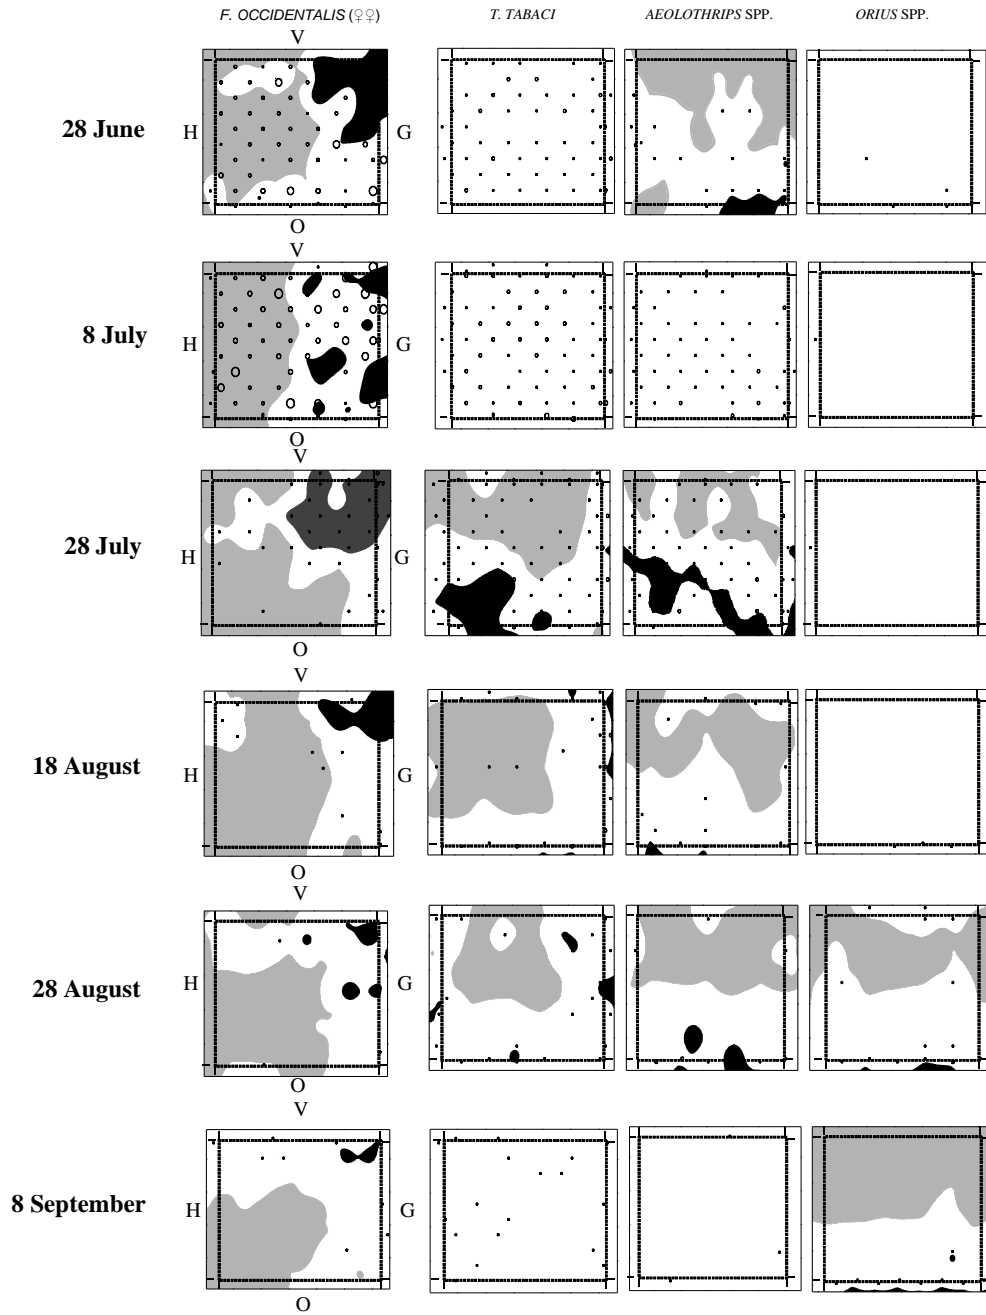 F. OCCIDENTALIS (♀♀) T. TABACI AEOLOTHRIPS SPP. ORIUS SPP.
V
28 June H G
O
V
8 July H G
O
V
28 July H G
O
V
18 August H G
O
V
28 August H G
O
V
8 September H G
O